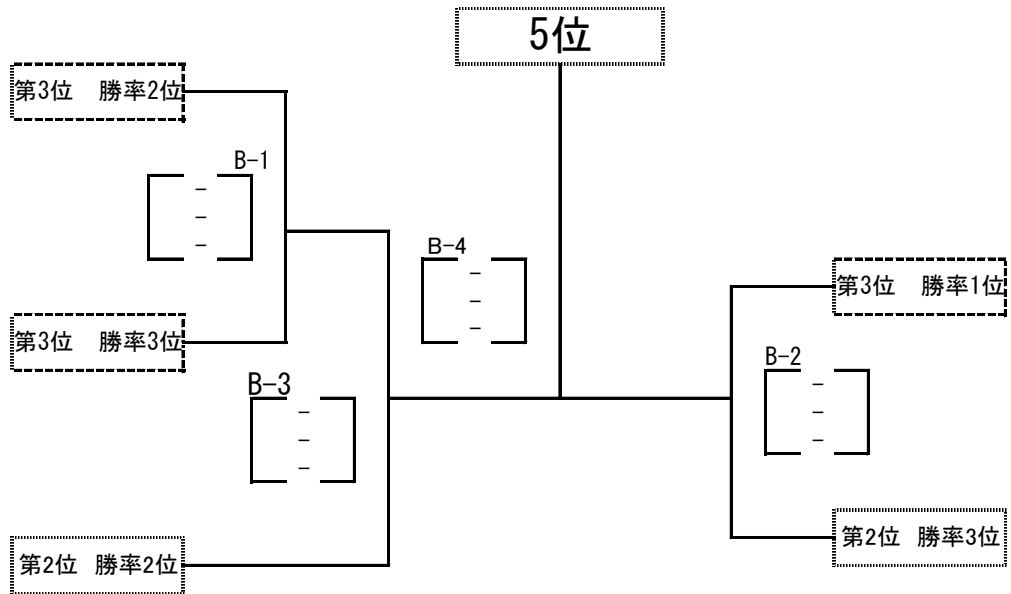 5位
第3位 勝率2位
B-1
-
-
-
B-4
-
-
-
第3位 勝率1位
第3位 勝率3位
B-2
-
-
-
B-3
-
-
-
第2位 勝率2位
第2位 勝率3位